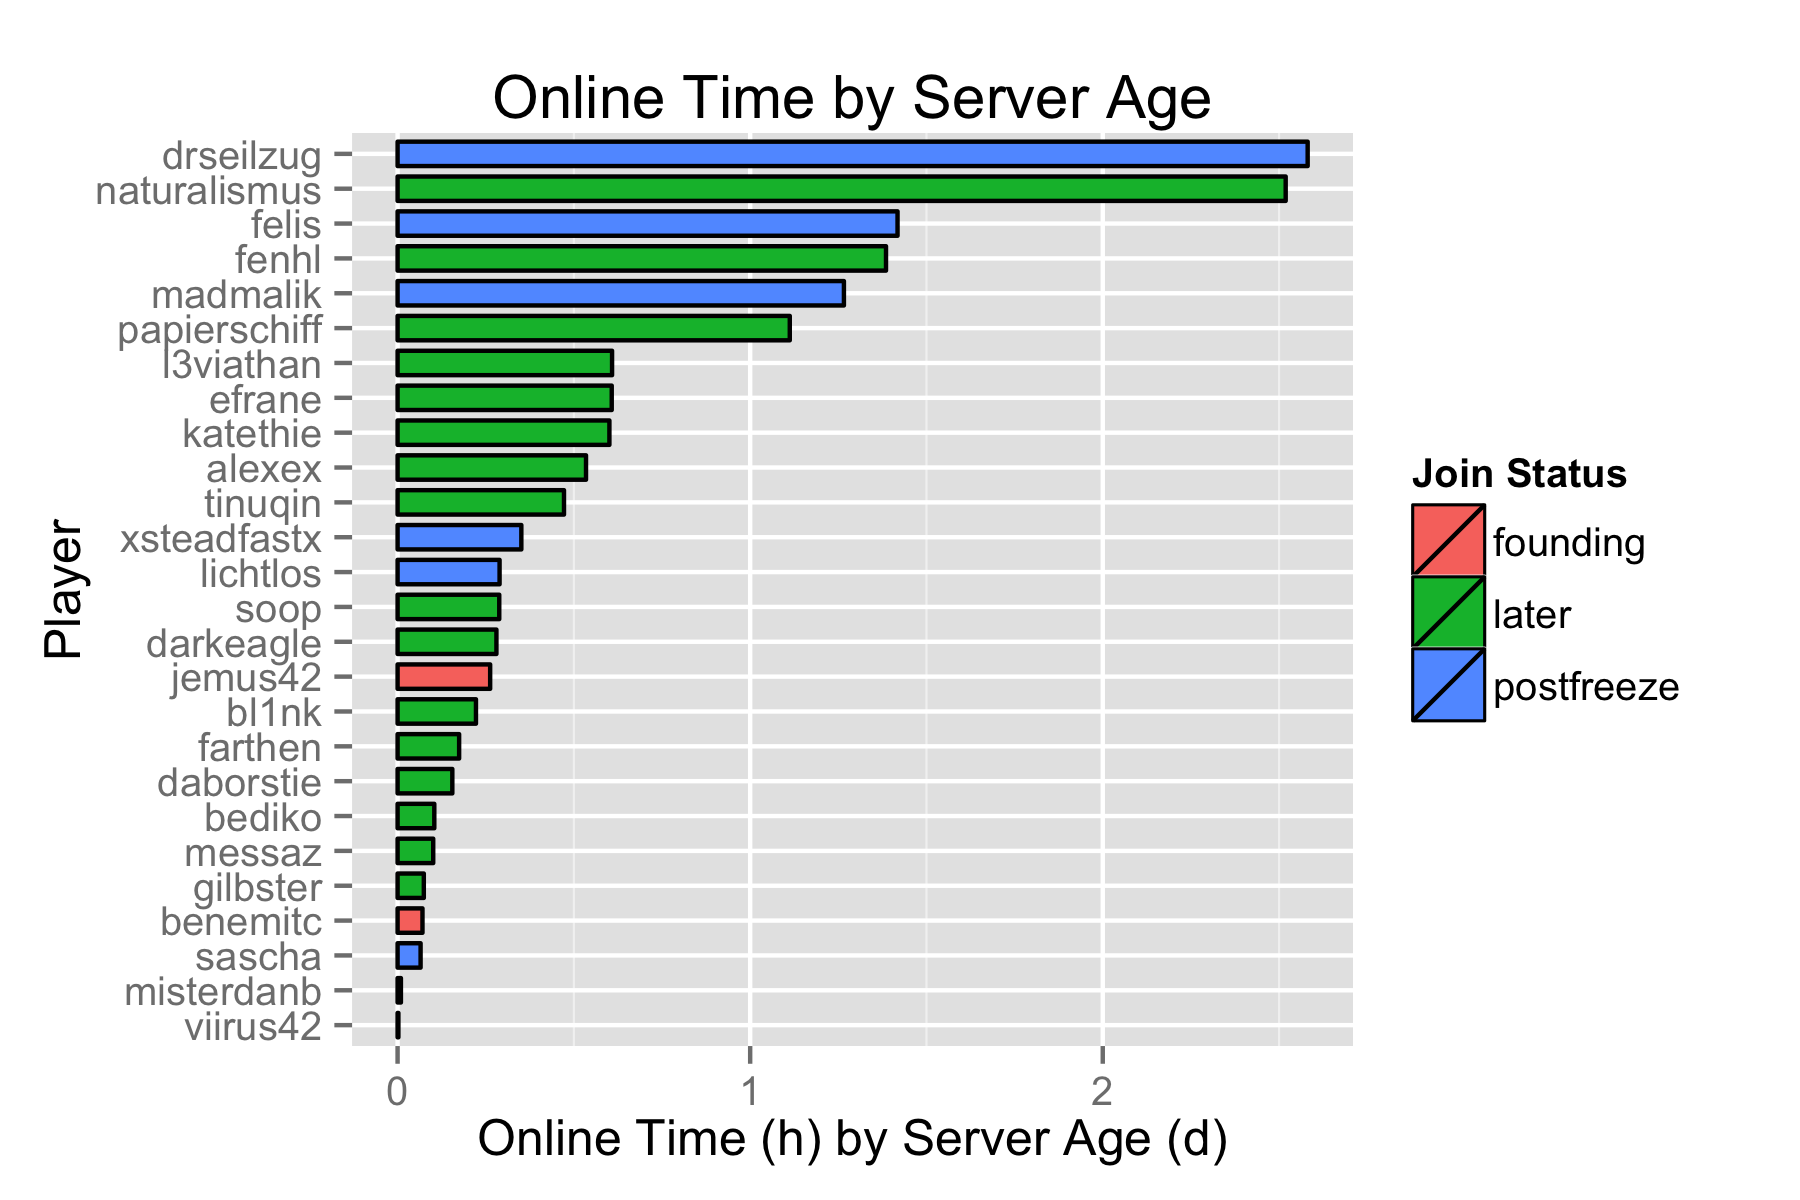 Online Time by Server Age
drseilzug
naturalismus
felis
fenhl
madmalik
papierschiff
l3viathan
efrane
katethie
alexex
tinuqin
xsteadfastx
lichtlos
soop
darkeagle
jemus42
bl1nk
farthen
daborstie
bediko
messaz
gilbster
benemitc
sascha
misterdanb
viirus42
Player
0 1 2
Online Time (h) by Server Age (d)
Join Status
founding
later
postfreeze